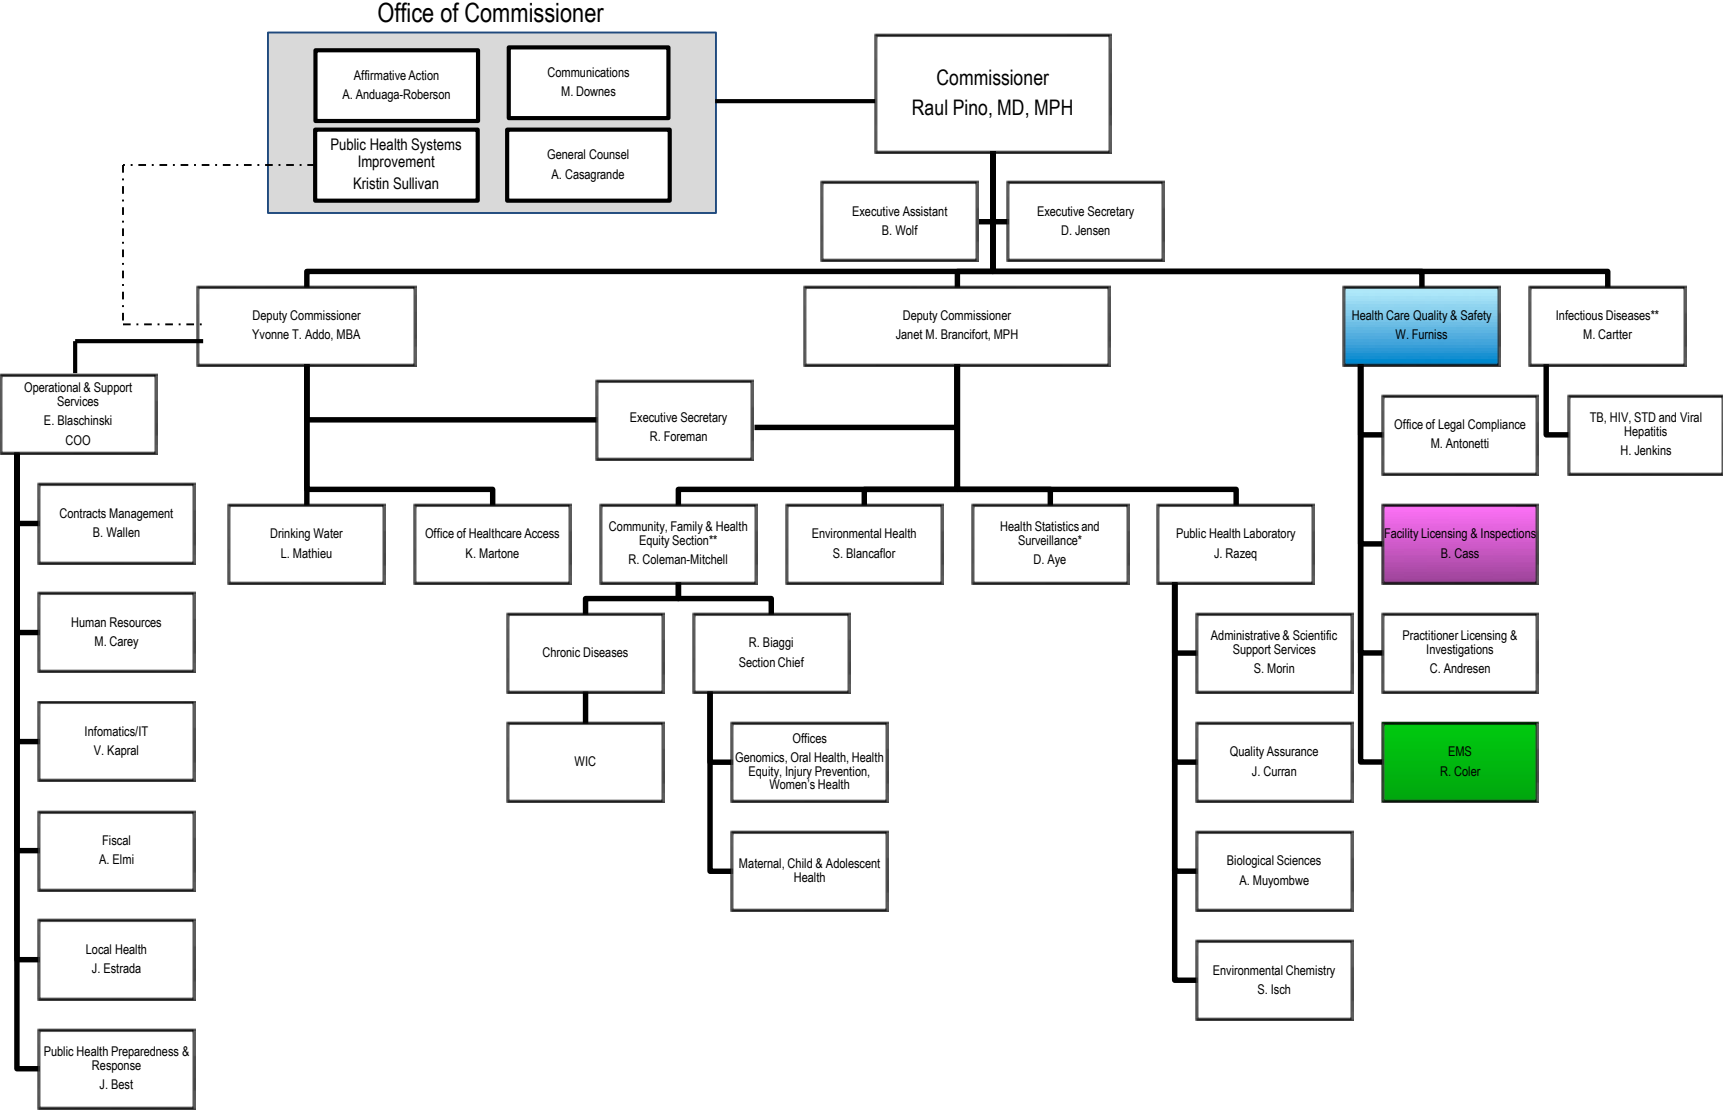 Office of Commissioner
Affirmative Action
A. Anduaga-Roberson
Communications
M. Downes
Public Health Systems
Improvement
Kristin Sullivan
General Counsel
A. Casagrande
Commissioner
Raul Pino, MD, MPH
Executive Assistant
B. Wolf
Executive Secretary
D. Jensen
Deputy Commissioner
Yvonne T. Addo, MBA
Deputy Commissioner
Janet M. Brancifort, MPH
Health Care Quality & Safety
W. Furniss
Infectious Diseases**
M. Cartter
Operational & Support
Services
E. Blaschinski
COO
Executive Secretary
R. Foreman
Office of Legal Compliance
M. Antonetti
TB, HIV, STD and Viral
Hepatitis
H. Jenkins
Contracts Management
B. Wallen
Drinking Water
L. Mathieu
Office of Healthcare Access
K. Martone
Community, Family & Health
Equity Section**
R. Coleman-Mitchell
Environmental Health
S. Blancaflor
Health Statistics and
Surveillance*
D. Aye
Public Health Laboratory
J. Razeq
Facility Licensing & Inspections
B. Cass
Human Resources
M. Carey
Chronic Diseases
R. Biaggi
Section Chief
Administrative & Scientific
Support Services
S. Morin
Practitioner Licensing &
Investigations
C. Andresen
Infomatics/IT
V. Kapral
WIC
Offices
Genomics, Oral Health, Health
Equity, Injury Prevention,
Women's Health
Quality Assurance
J. Curran
EMS
R. Coler
Fiscal
A. Elmi
Maternal, Child & Adolescent
Health
Biological Sciences
A. Muyombwe
Local Health
J. Estrada
Environmental Chemistry
S. Isch
Public Health Preparedness &
Response
J. Best